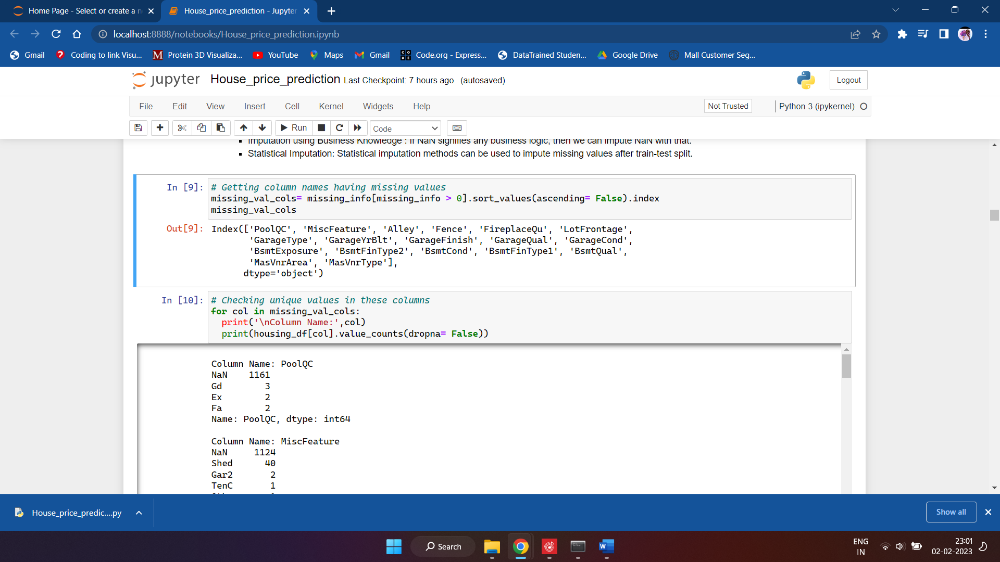 Home Page - Select or create a n
House_price_prediction - Jupyter
localhost:8888/notebooks/House_price_prediction.ipynb
Gmail
Coding to link Visu...
Protein 3D Visualiza...
YouTube
Maps
Gmail
Code.org - Express...
DataTrained Studen...
Google Drive
Mall Customer Seg...
jupyter House_price_prediction Last Checkpoint: 7 hours ago (autosaved)
Logout
File Edit View Insert Cell Kernel Widgets Help
Not Trusted
Python 3 (ipykernel)
Run
Code
Imputation using Business Knowledge : If NaN signifies any business logic, then we can impute NaN with that.
Statistical Imputation: Statistical imputation methods can be used to impute missing values after train-test split.
In [9]: # Getting column names having missing values
missing_val_cols= missing_info[missing_info > 0].sort_values(ascending= False).index
missing_val_cols
Out[9]: Index(['PoolQC', 'MiscFeature', 'Alley', 'Fence', 'FireplaceQu', 'LotFrontage',
'GarageType', 'GarageYrBlt', 'GarageFinish', 'GarageQual', 'GarageCond',
'BsmtExposure', 'BsmtFinType2', 'BsmtCond', 'BsmtFinType1', 'BsmtQual',
'MasVnrArea', 'MasVnrType'],
dtype='object')
In [10]: # Checking unique values in these columns
for col in missing_val_cols:
print('\nColumn Name:',col)
print(housing_df[col].value_counts(dropna= False))
Column Name: PoolQC
NaN 1161
Gd 3
Ex 2
Fa 2
Name: PoolQC, dtype: int64
Column Name: MiscFeature
NaN 1124
Shed 40
Gar2 2
TenC 1
House_price_predic....py
Show all
Search
ENG
IN
23:01
02-02-2023